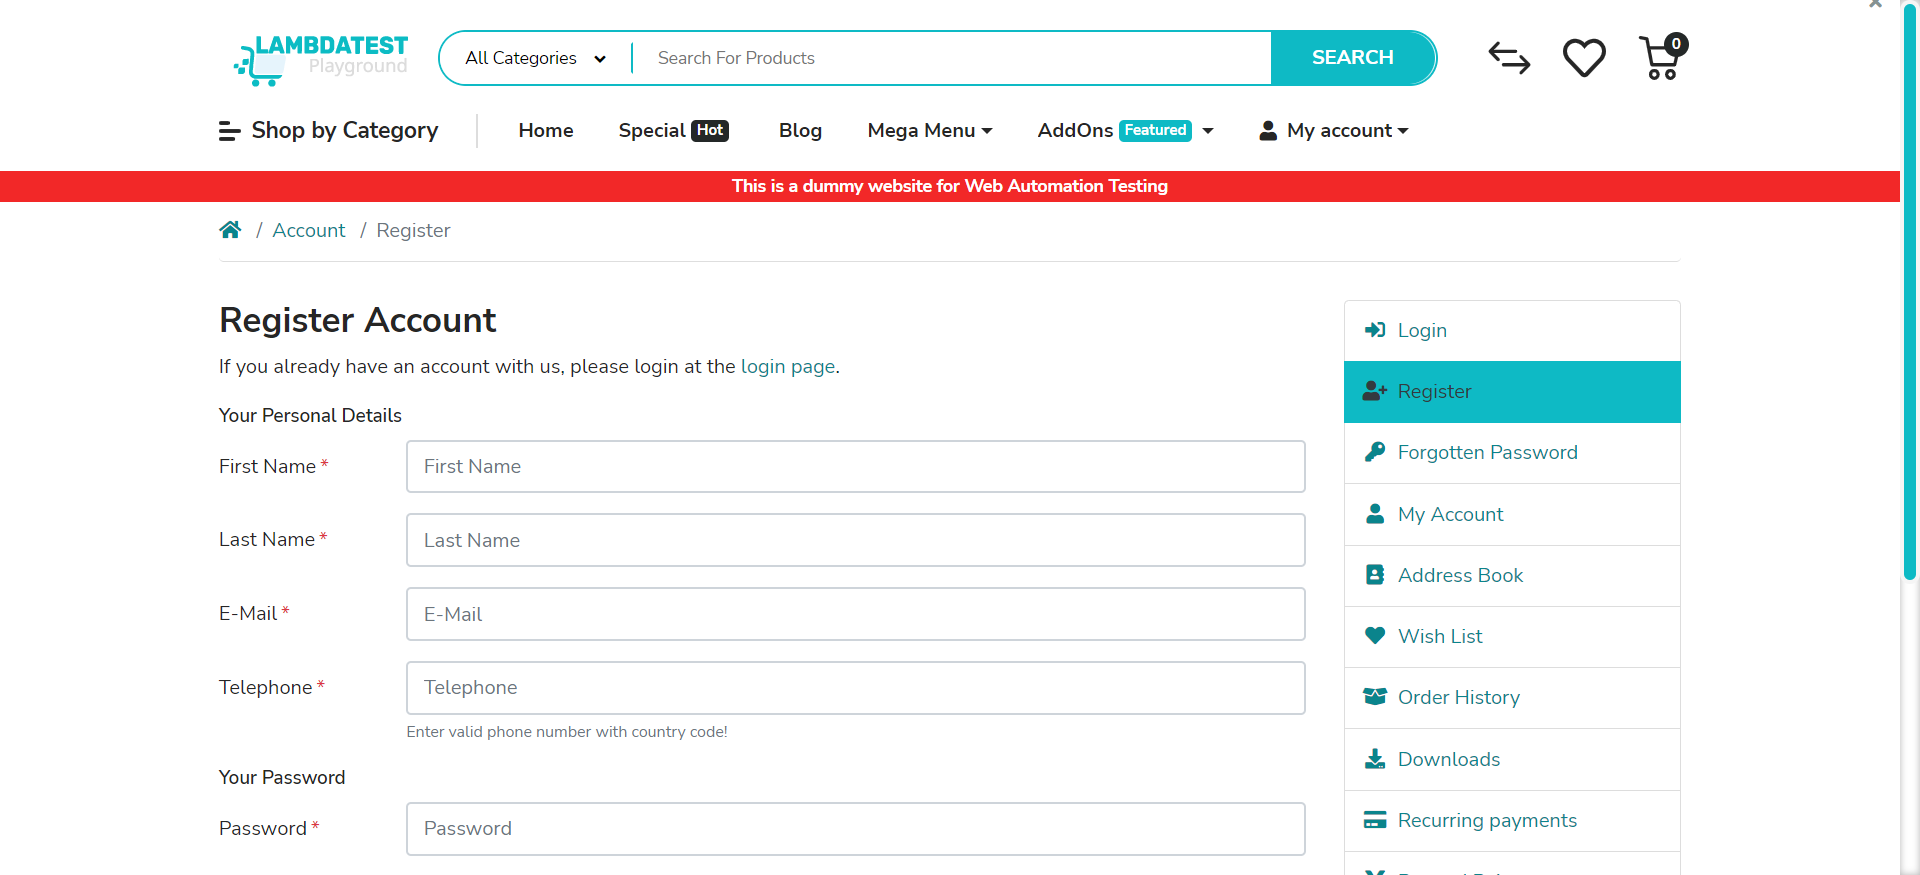 LAMBDATEST
Playground
All Categories
Search For Products
SEARCH
0
Shop by Category
Home
Special Hot
Blog
Mega Menu
AddOns Featured
My account
This is a dummy website for Web Automation Testing
/ Account / Register
Register Account
If you already have an account with us, please login at the login page.
Your Personal Details
First Name *
First Name
Last Name *
Last Name
E-Mail *
E-Mail
Telephone *
Telephone
Enter valid phone number with country code!
Your Password
Password *
Password
Login
Register
Forgotten Password
My Account
Address Book
Wish List
Order History
Downloads
Recurring payments